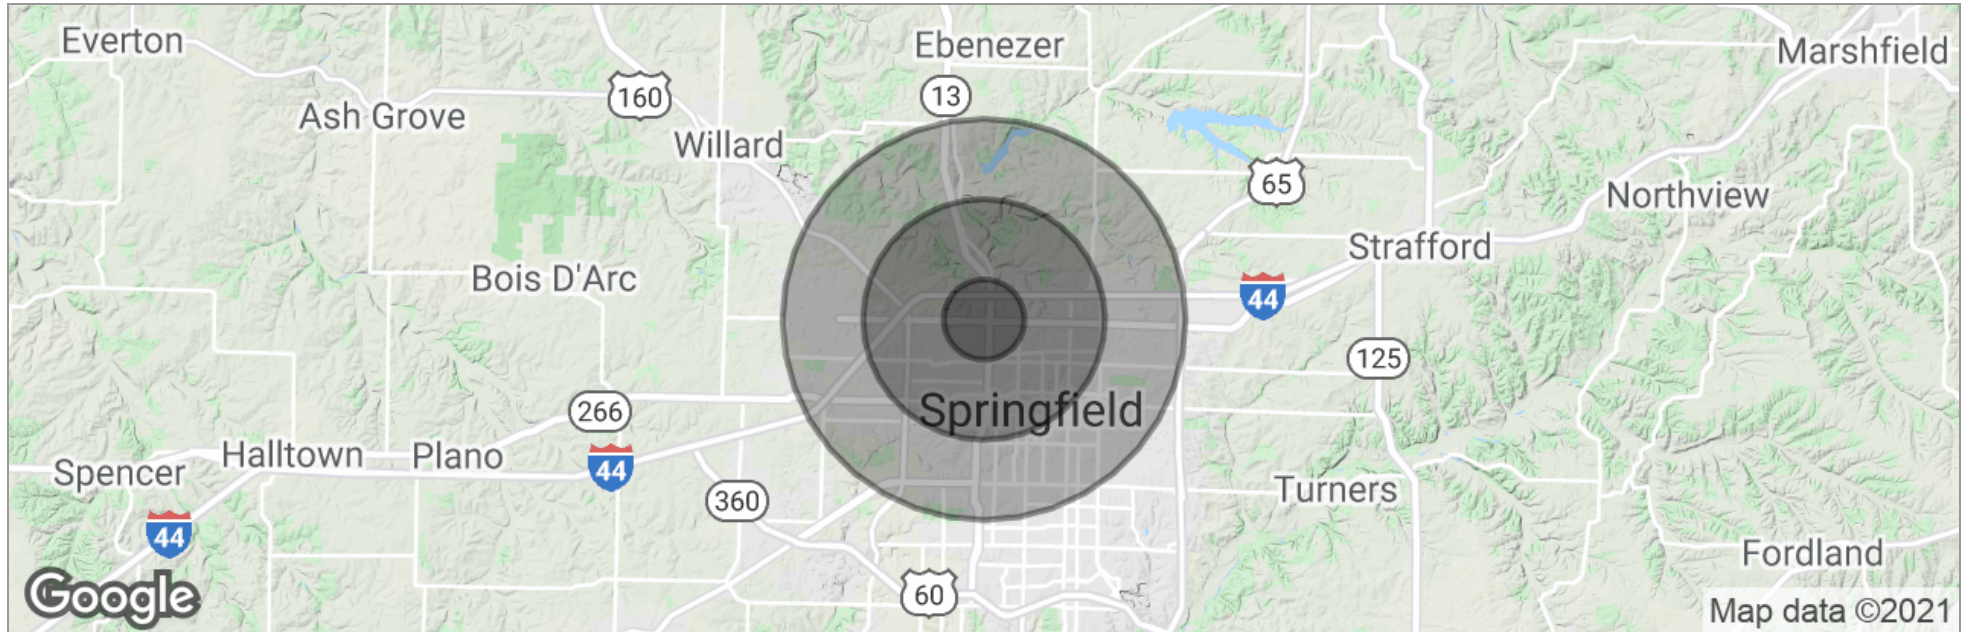 Everton
Ebenezer
Marshfield
160
13
Ash Grove
Willard
65
Northview
Strafford
Bois D'Arc
44
125
266
Springfield
Halltown
Plano
Spencer
44
360
Turners
44
Fordland
60
Google
Map data ©2021